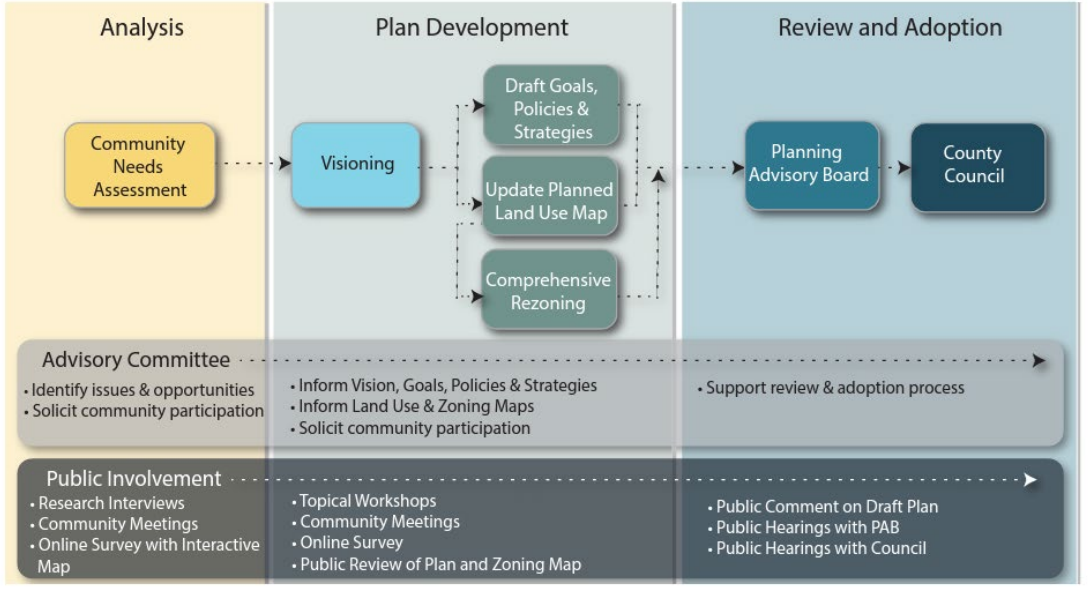 Analysis
Plan Development
Review and Adoption
Community
Needs
Assessment
Visioning
Draft Goals,
Policies &
Strategies
Update Planned
Land Use Map
Comprehensive
Rezoning
Planning
Advisory Board
County
Council
Advisory Committee
• Identify issues & opportunities
• Solicit community participation
• Inform Vision, Goals, Policies & Strategies
• Inform Land Use & Zoning Maps
• Solicit community participation
• Support review & adoption process
Public Involvement
• Research Interviews
• Community Meetings
• Online Survey with Interactive
Map
• Topical Workshops
• Community Meetings
• Online Survey
• Public Review of Plan and Zoning Map
• Public Comment on Draft Plan
• Public Hearings with PAB
• Public Hearings with Council